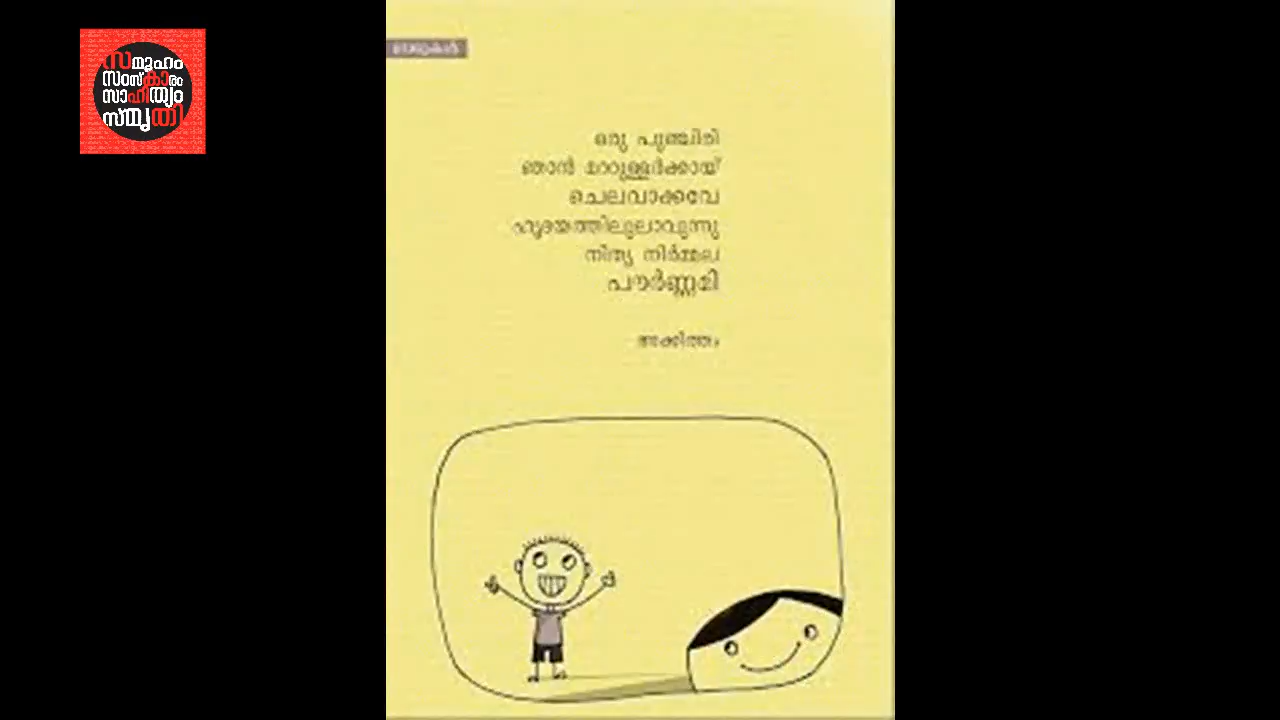 സമൂഹം
സംസ്കാരം
സാഹിത്യം
സ്മൃതി
ഒരു പുഞ്ചിരി
ഞാൻ മറ്റുള്ളവർക്കായ്
ചെലവാക്കവേ
ഹൃദയത്തിലുലാവുന്നു
നിത്യ നിർമ്മല
പൗർണ്ണമി
അക്കിത്തം